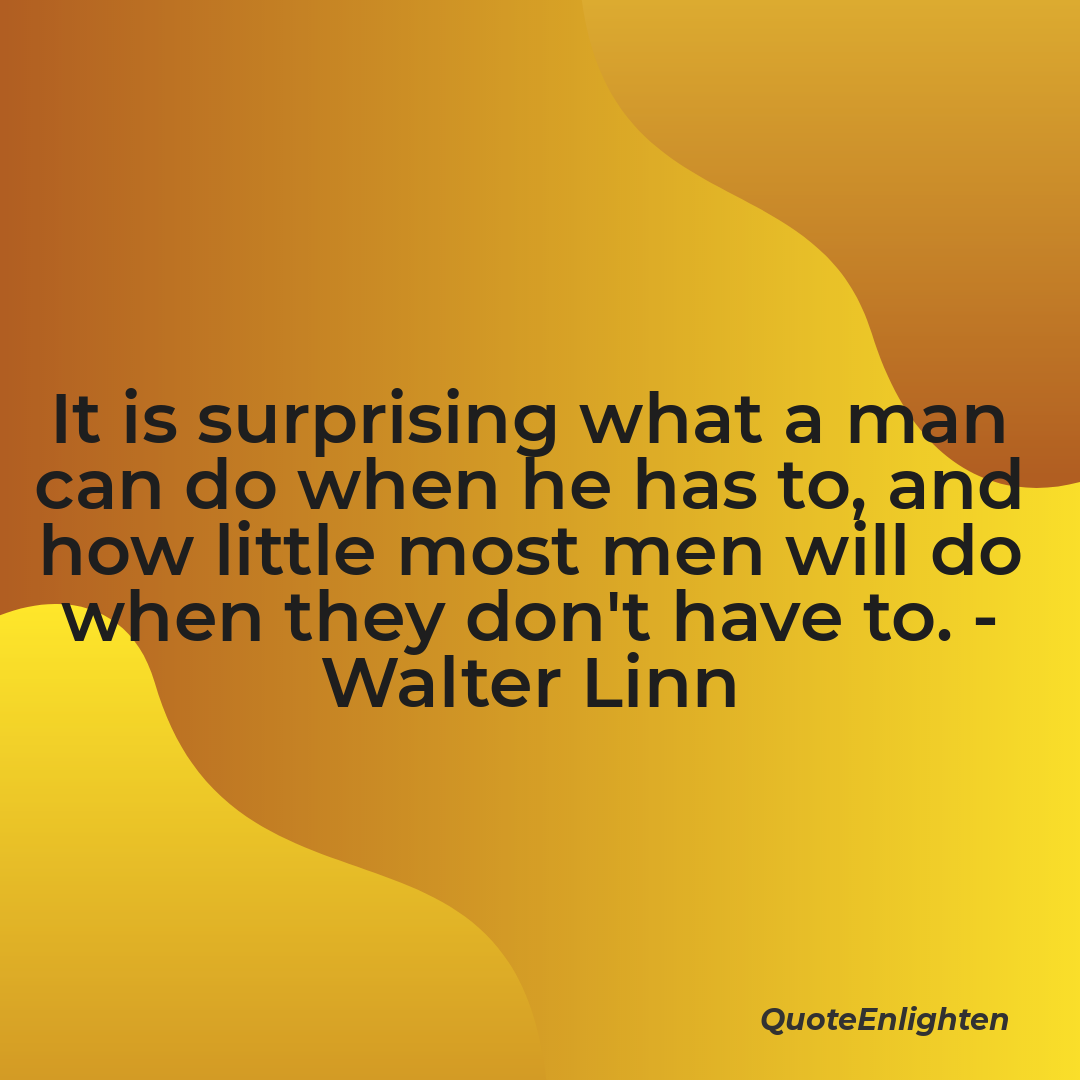 It is surprising what a man
can do when he has to, and
how little most men will do
when they don't have to. -
Walter Linn
QuoteEnlighten